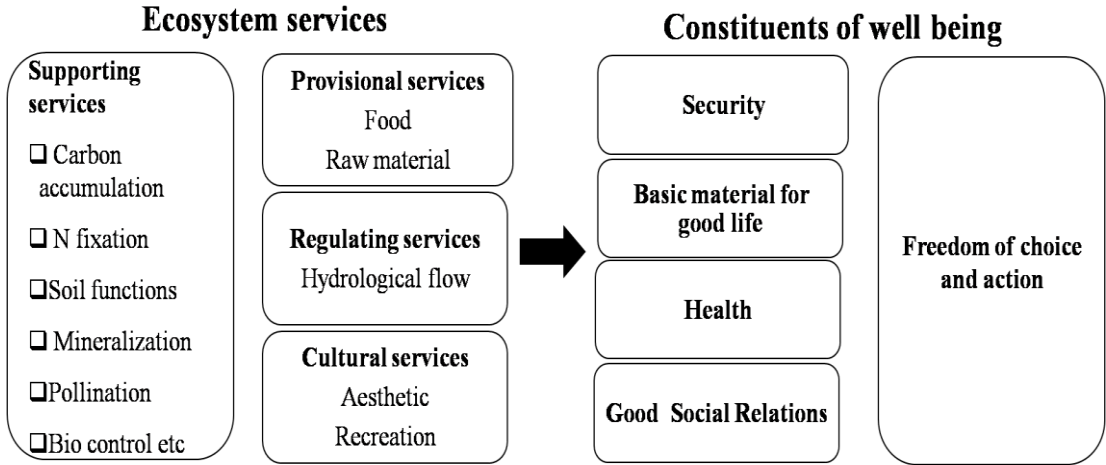 Ecosystem services
Supporting
services
❑ Carbon
accumulation
❑ N fixation
❑Soil functions
❑ Mineralization
❑Pollination
❑Bio control etc
Provisional services
Food
Raw material
Regulating services
Hydrological flow
Cultural services
Aesthetic
Recreation
Constituents of well being
Security
Basic material for
good life
Health
Good Social Relations
Freedom of choice
and action